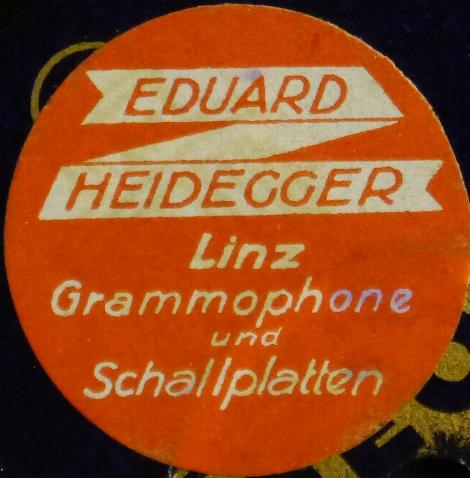 EDUARD
HEIDEGGER
Linz
Grammophone
und
Schallplatten